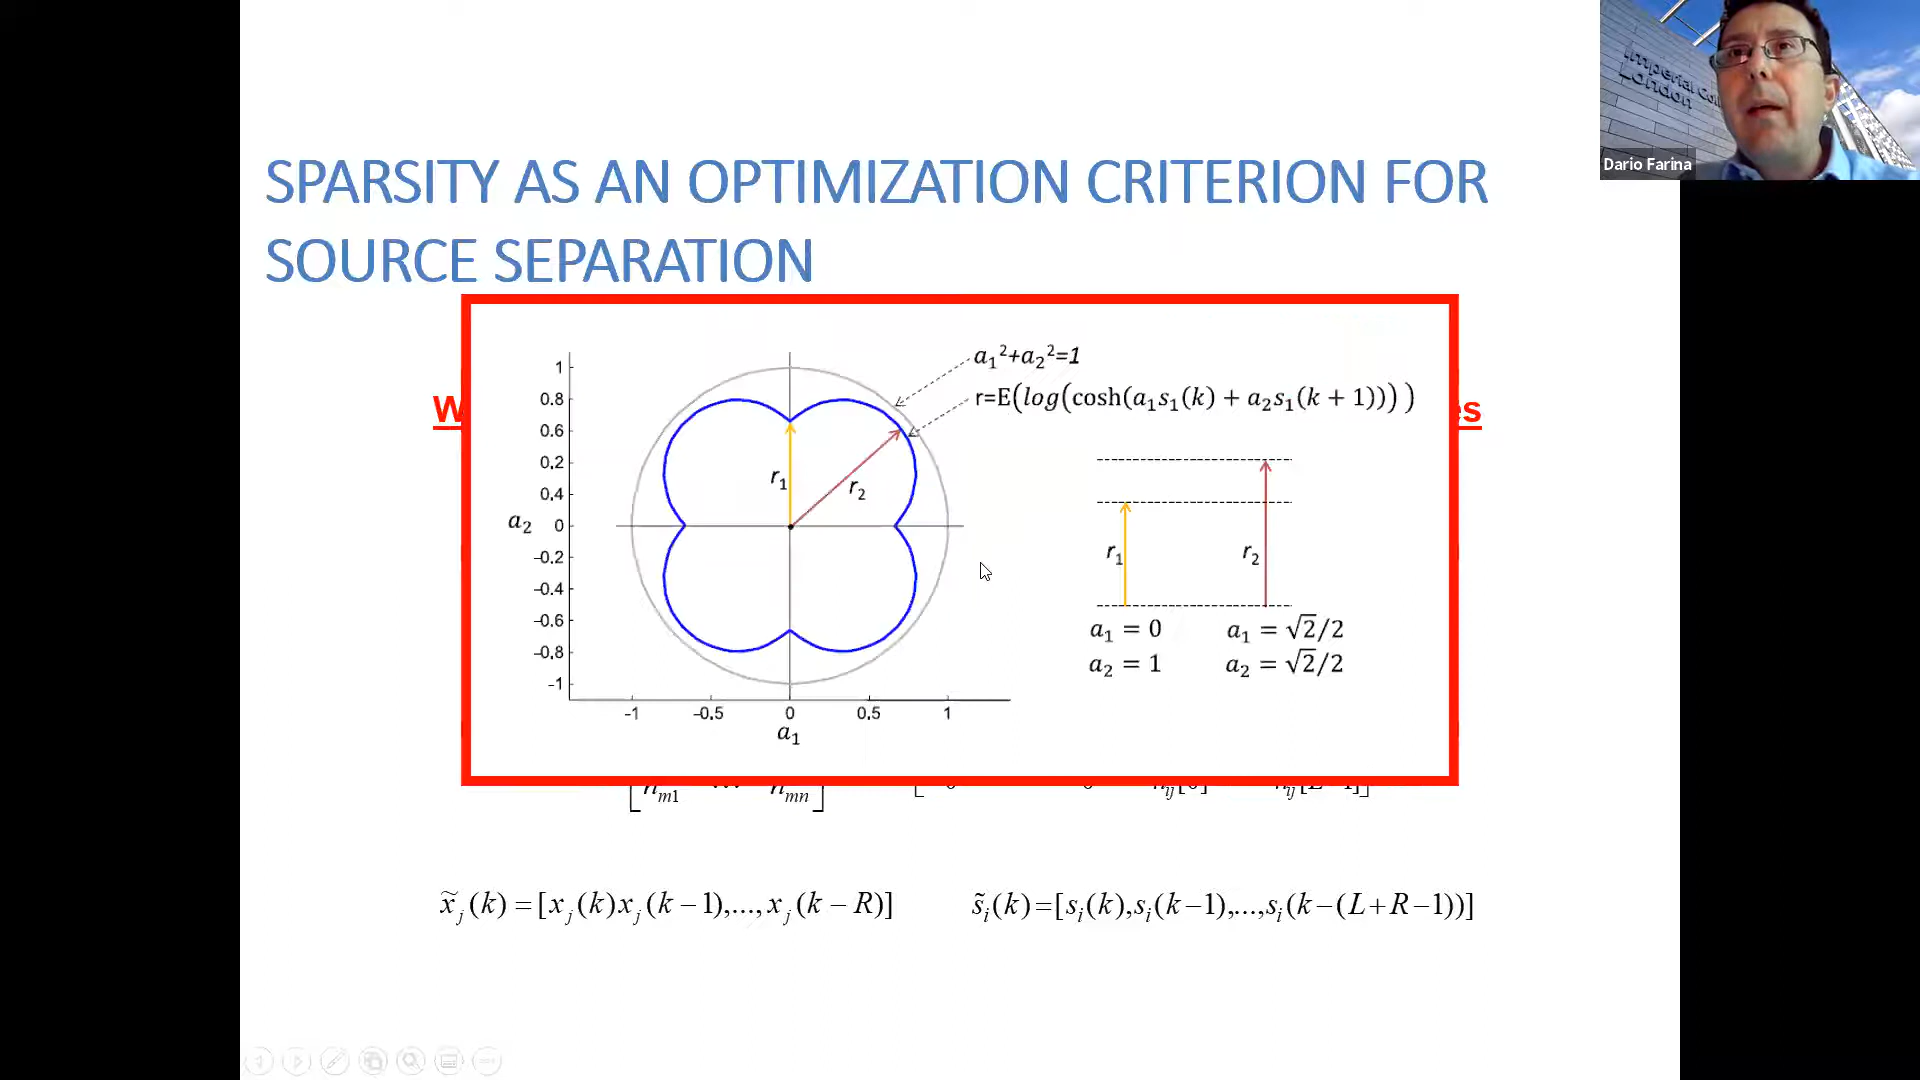 Imperial Col
London
Dario Farina
SPARSITY AS AN OPTIMIZATION CRITERION FOR
SOURCE SEPARATION
a₁²+a₂²=1
r=E(log(cosh(a₁s₁(k) + a₂s₁(k + 1))))
1
0.8
0.6
0.2
0.4
0
–0.2
–0.4
–0.6
–0.8
-1
a₂
r₁
r₂
–1
–0.5
0
0.5
1
a₁
r₁
r₂
a₁ = 0
a₁ = √2/2
a₂ = 1
a₂ = √2/2
x̃ⱼ(k) = [xⱼ(k)xⱼ(k − 1),..., xⱼ(k − R)]
s̃ᵢ(k)=[sᵢ(k),sᵢ(k−1),...,sᵢ(k−(L+R−1))]